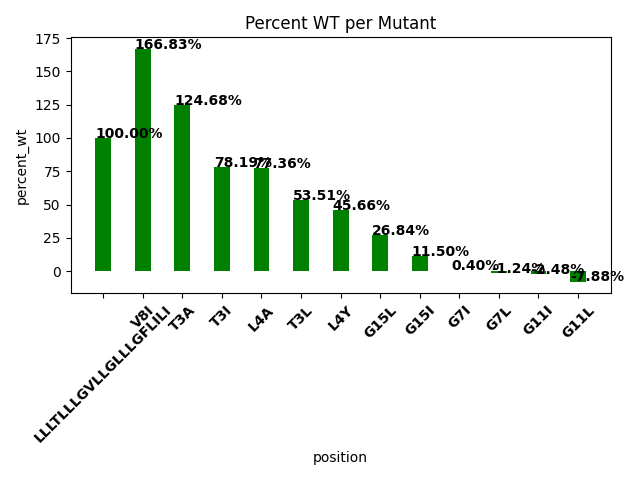 Percent WT per Mutant
percent_wt
175
150
125
100
75
50
25
0
100.00%
166.83%
124.68%
78.19%
77.36%
53.51%
45.66%
26.84%
11.50%
0.40%
-1.24%
-2.48%
-7.88%
LLLTLLLGVLLGLLLGFLILI
V8I
T3A
T3I
L4A
T3L
L4Y
G15L
G15I
G7I
G7L
G11I
G11L
position